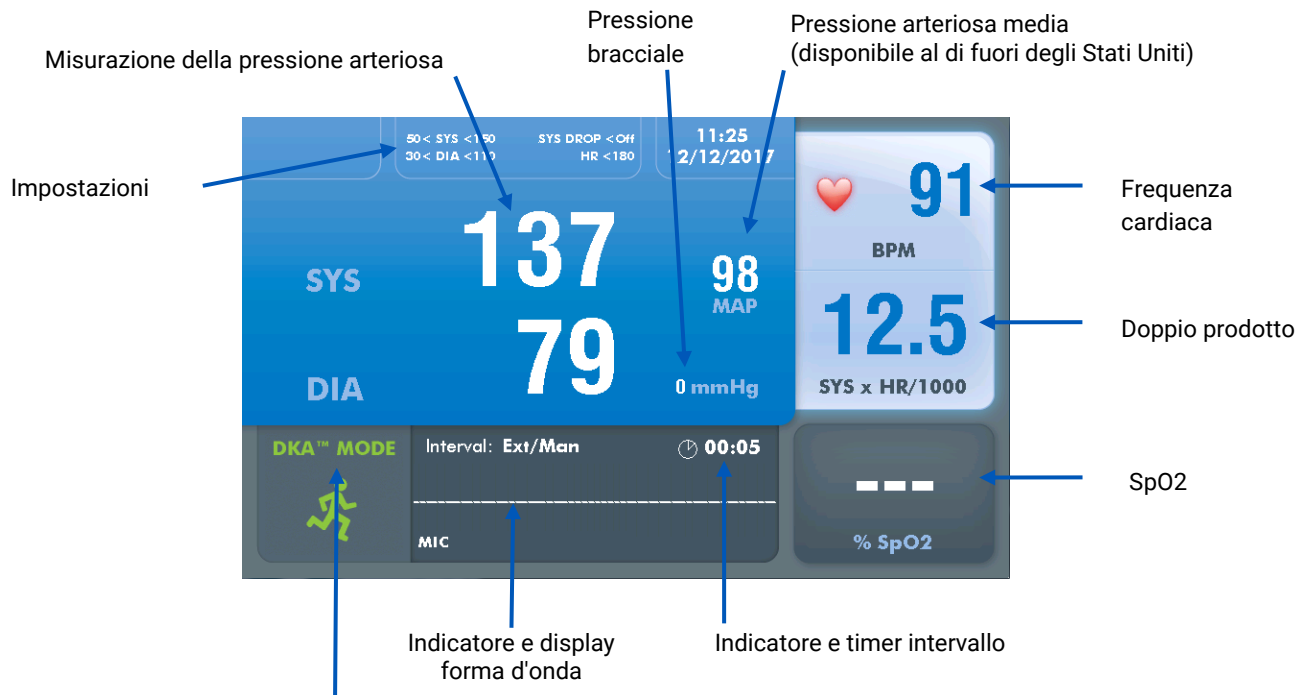 Pressione
bracciale
Pressione arteriosa media
(disponibile al di fuori degli Stati Uniti)
Misurazione della pressione arteriosa
Impostazioni
50< SYS <150 SYS DROP <Off
30< DIA <110 HR <180
11:25
12/12/2017
91
BPM
Frequenza
cardiaca
137
SYS
98
MAP
12.5
SYS x HR/1000
Doppio prodotto
79
DIA
0 mmHg
DKA™ MODE
Interval: Ext/Man
00:05
MIC
---
% SpO2
SpO2
Indicatore e display
forma d'onda
Indicatore e timer intervallo